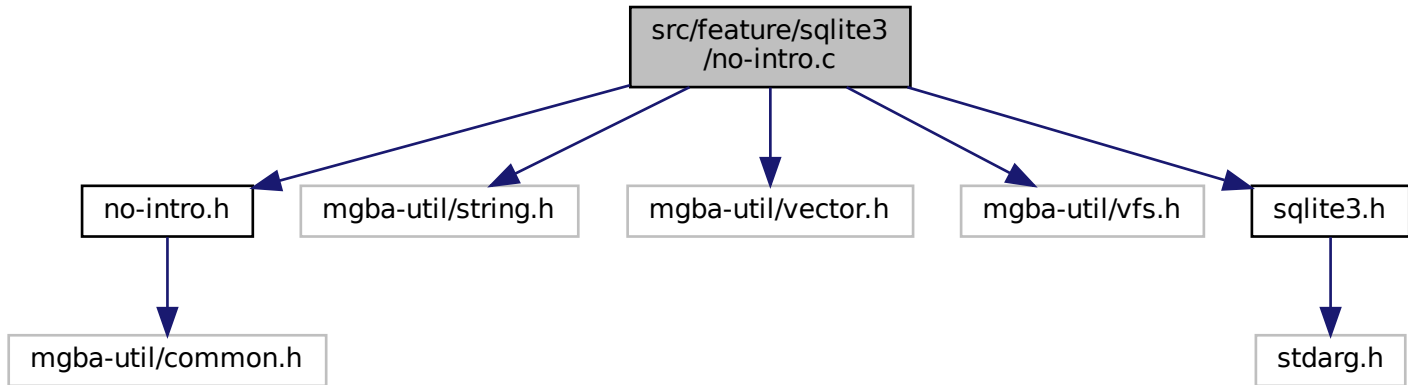 src/feature/sqlite3
/no-intro.c
no-intro.h
mgba-util/string.h
mgba-util/vector.h
mgba-util/vfs.h
sqlite3.h
mgba-util/common.h
stdarg.h